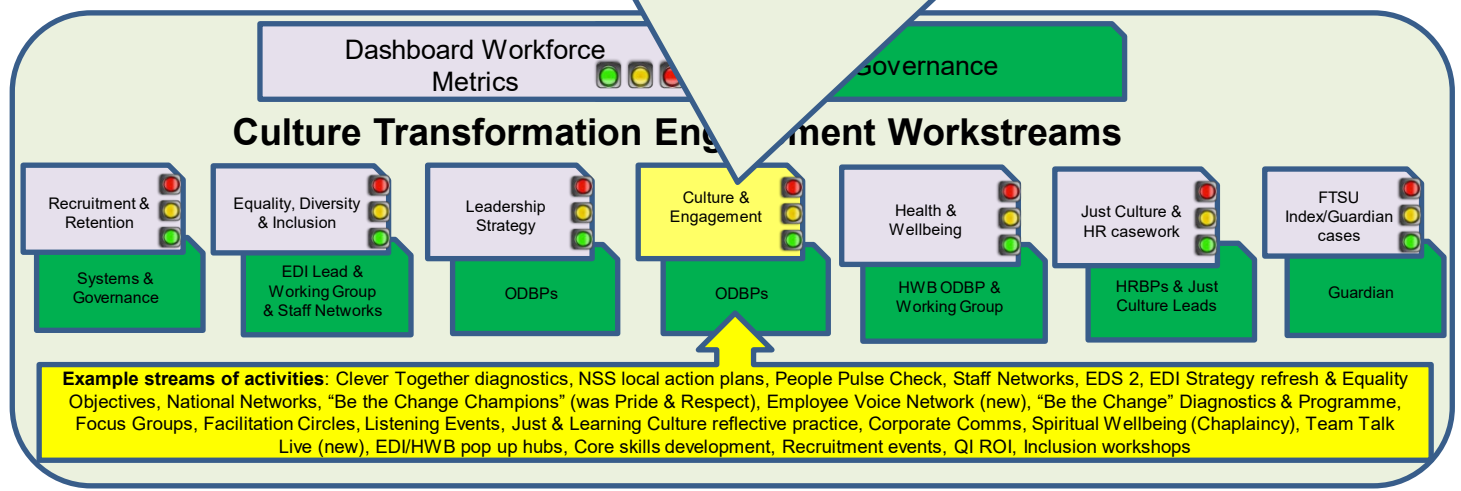 Dashboard Workforce
Metrics
overnance
Culture Transformation Eng ment Workstreams
Recruitment &
Retention
Equality, Diversity
& Inclusion
Leadership
Strategy
Culture &
Engagement
Health &
Wellbeing
Just Culture &
HR casework
FTSU
Index/Guardian
cases
Systems &
Governance
EDI Lead &
Working Group
& Staff Networks
ODBPs
ODBPs
HWB ODBP &
Working Group
HRBPs & Just
Culture Leads
Guardian
Example streams of activities: Clever Together diagnostics, NSS local action plans, People Pulse Check, Staff Networks, EDS 2, EDI Strategy refresh & Equality
Objectives, National Networks, “Be the Change Champions” (was Pride & Respect), Employee Voice Network (new), “Be the Change” Diagnostics & Programme,
Focus Groups, Facilitation Circles, Listening Events, Just & Learning Culture reflective practice, Corporate Comms, Spiritual Wellbeing (Chaplaincy), Team Talk
Live (new), EDI/HWB pop up hubs, Core skills development, Recruitment events, QI ROI, Inclusion workshops